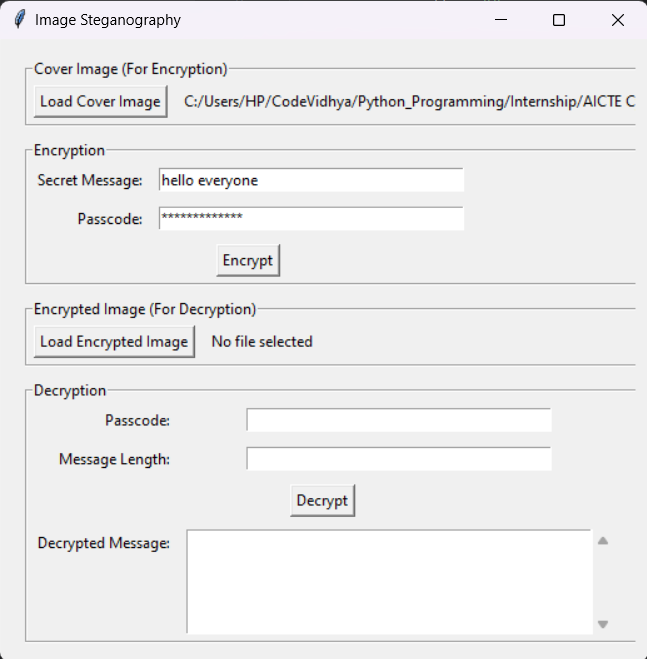 Image Steganography
Cover Image (For Encryption)
Load Cover Image C:/Users/HP/CodeVidhya/Python_Programming/Internship/AICTE C
Encryption
Secret Message: hello everyone
Passcode: *************
Encrypt
Encrypted Image (For Decryption)
Load Encrypted Image No file selected
Decryption
Passcode:
Message Length:
Decrypt
Decrypted Message: